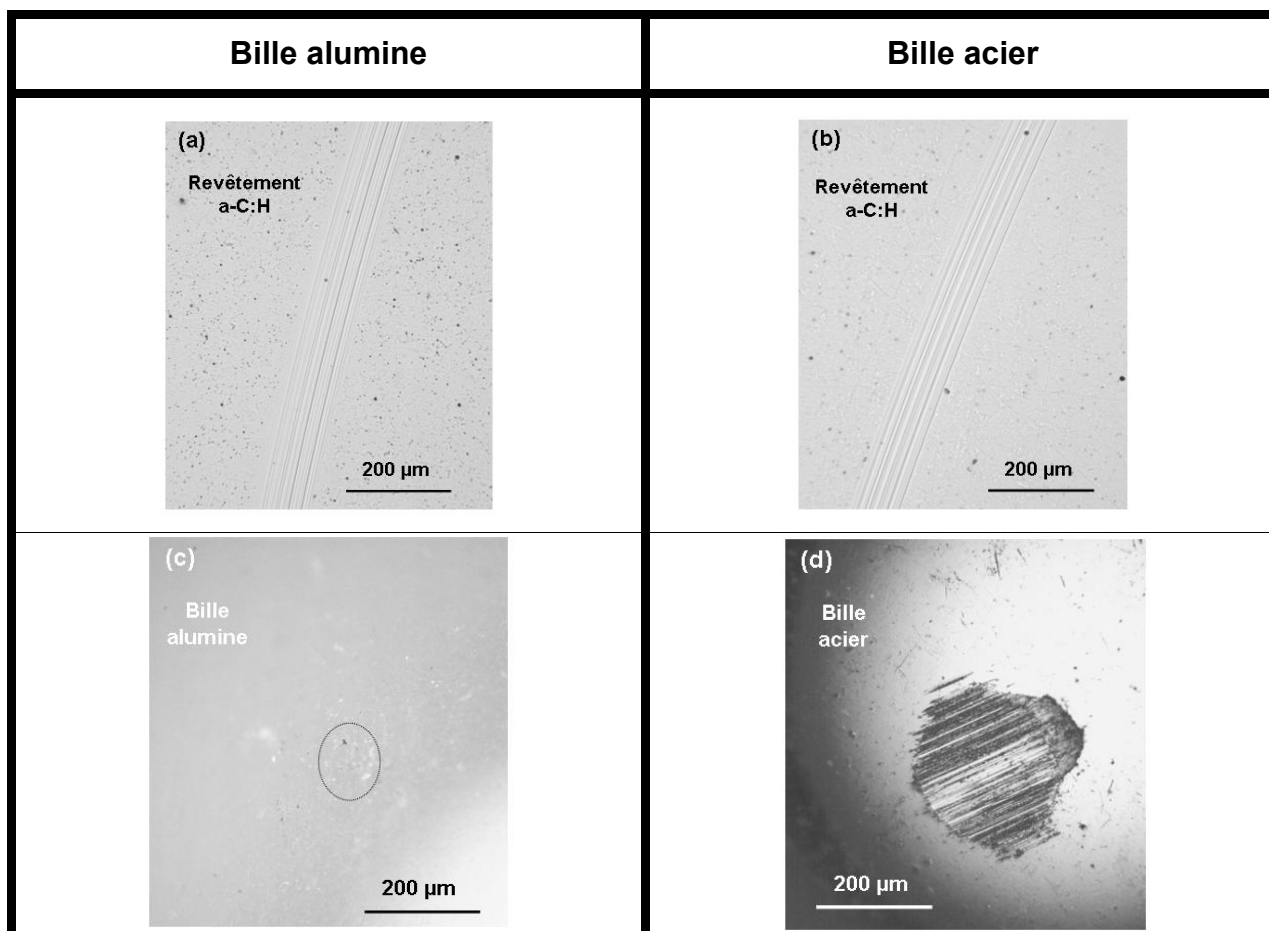 Bille alumine
Bille acier
(a)
Revêtement
a-C:H
200 µm
(b)
Revêtement
a-C:H
200 µm
(c)
Bille
alumine
200 µm
(d)
Bille
acier
200 µm